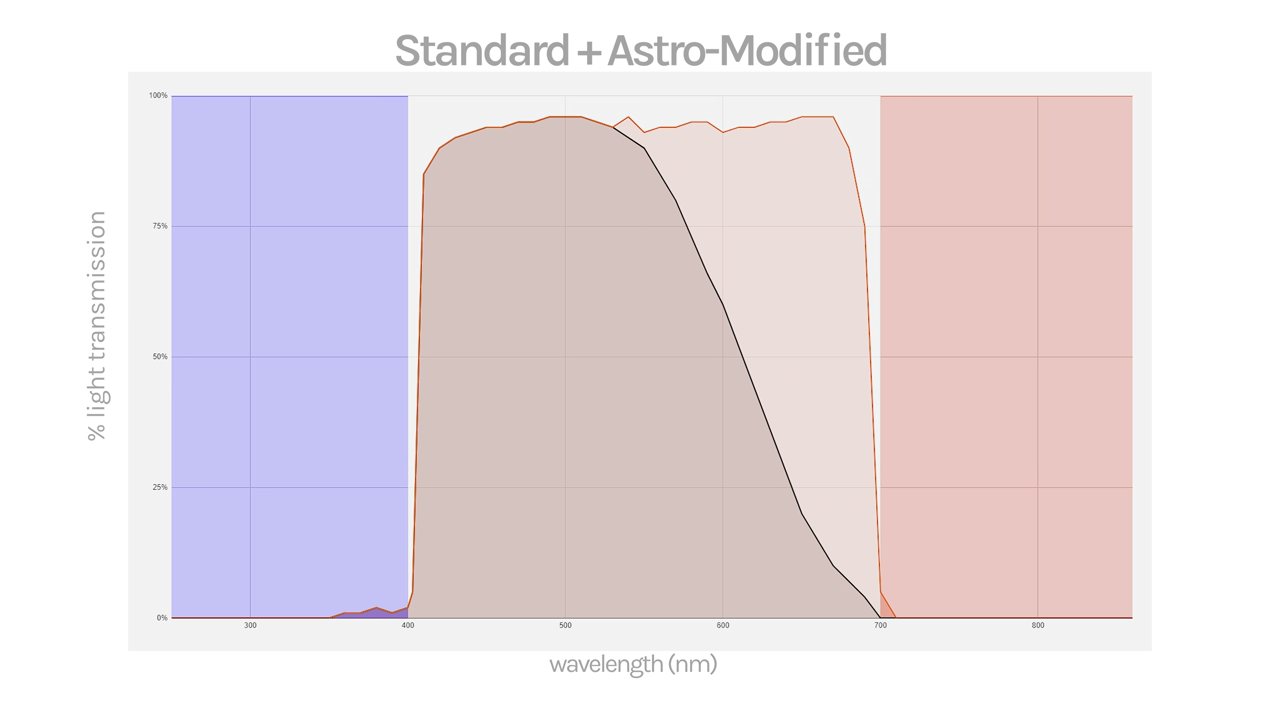 Standard + Astro-Modified
% light transmission
100%
75%
50%
25%
0%
300 400 500 600 700 800
wavelength (nm)